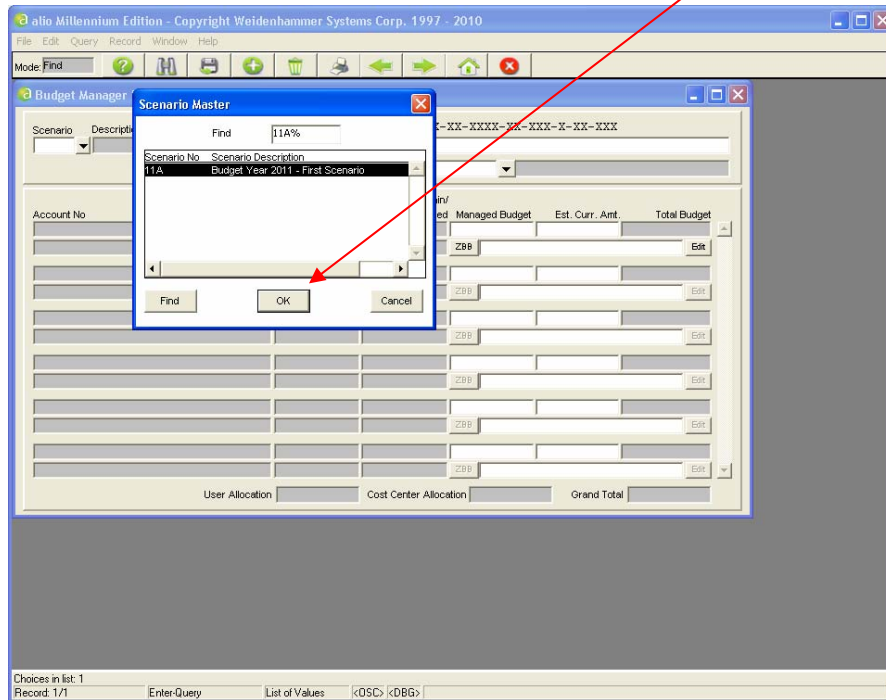 alio Millennium Edition - Copyright Weidenhammer Systems Corp. 1997 - 2010
File Edit Query Record Window Help
Mode: Find
Budget Manager
Scenario Master
Scenario
Find 11A%
-XX-XXXX-XX-XXX-X-XX-XXX
Scenario No Scenario Description
11A Budget Year 2011 - First Scenario
Account No
Managed Budget Est. Curr. Amt. Total Budget
ZBB Edit
Find OK Cancel
ZBB Edit
ZBB Edit
ZBB Edit
ZBB Edit
ZBB Edit
User Allocation Cost Center Allocation Grand Total
Choices in list: 1
Record: 1/1 Enter-Query List of Values <OSC> <DBG>